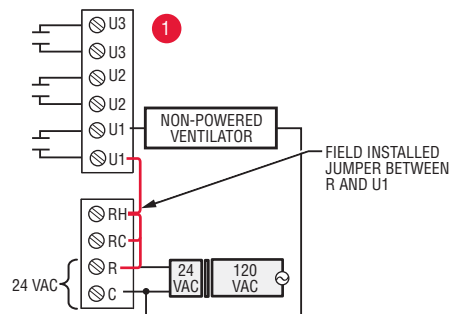 U3
1
U3
U2
U2
U1
NON-POWERED
VENTILATOR
U1
FIELD INSTALLED
JUMPER BETWEEN
R AND U1
RH
RC
R
24
VAC
120
VAC
24 VAC
C